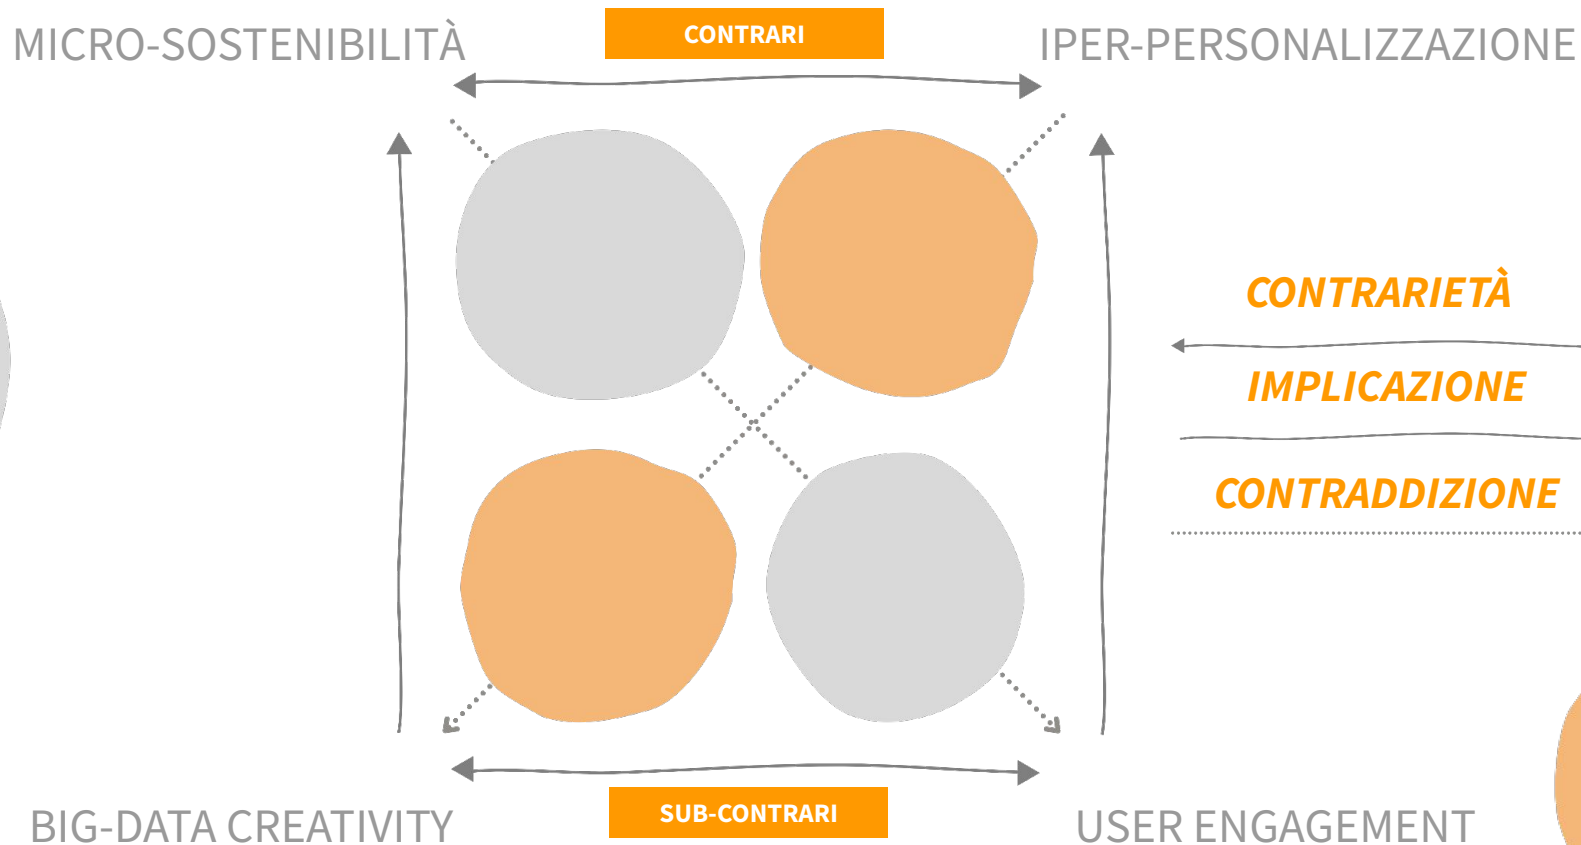 MICRO-SOSTENIBILITÀ
CONTRARI
IPER-PERSONALIZZAZIONE
CONTRARIETÀ
IMPLICAZIONE
CONTRADDIZIONE
BIG-DATA CREATIVITY
SUB-CONTRARI
USER ENGAGEMENT